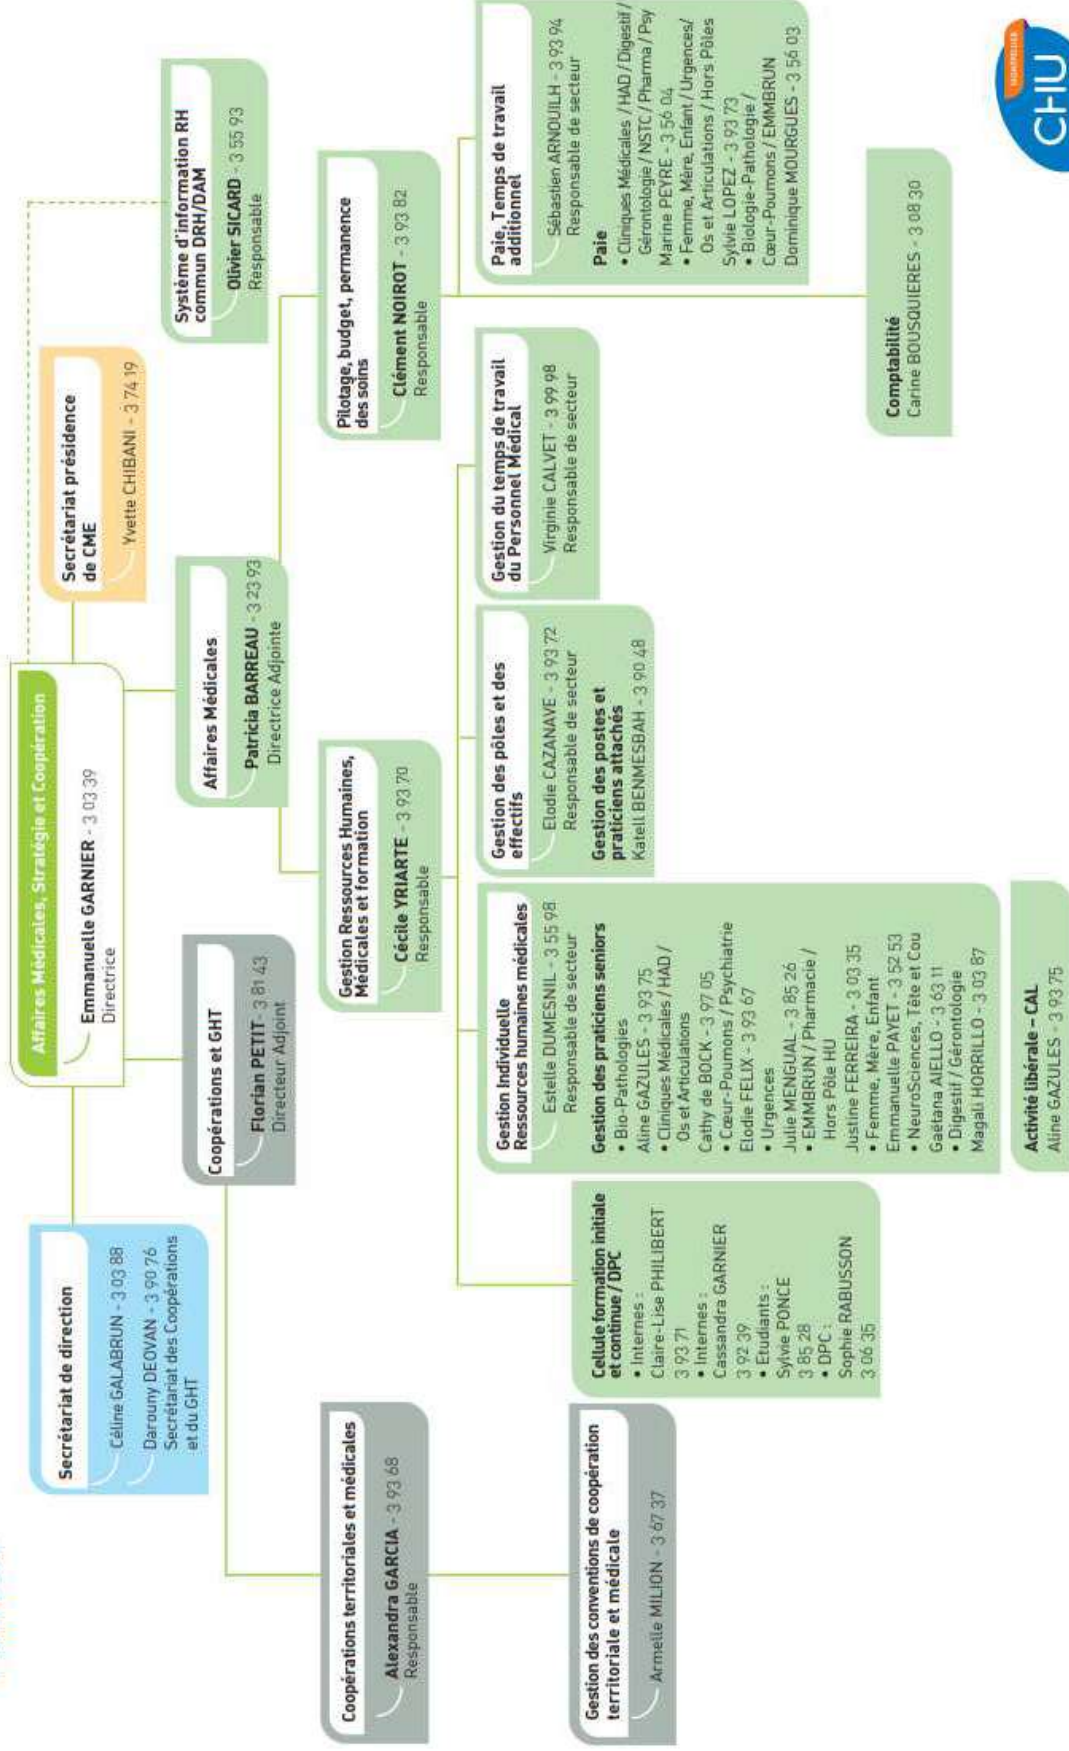 Affaires Médicales, Stratégie et Coopération
Emmanuelle GARNIER - 3 03 39
Directrice
Secrétariat de direction
Céline GALABRUN - 3 03 88
Darouny DEOVAN - 3 90 76
Secrétariat des Coopérations
et du GHT
Secrétariat présidence
de CME
Yvette CHIBANI - 3 74 19
Coopérations et GHT
Florian PETIT - 3 81 43
Directeur Adjoint
Affaires Médicales
Patricia BARREAU - 3 23 93
Directrice Adjointe
Système d'information RH
commun DRH/DAM
Olivier SICARD - 3 55 93
Responsable
Coopérations territoriales et médicales
Alexandra GARCIA - 3 93 68
Responsable
Gestion Ressources Humaines,
Médicales et formation
Cécile YRIARTE - 3 93 70
Responsable
Pilotage, budget, permanence
des soins
Clément NOIROT - 3 93 82
Responsable
Gestion des conventions de coopération
territoriale et médicale
Armelle MILION - 3 67 37
Cellule formation initiale
et continue / DPC
• Internes :
Claire-Lise PHILIBERT
3 93 71
• Internes :
Cassandra GARNIER
3 92 39
• Etudiants :
Sylvie PONCE
3 85 28
• DPC :
Sophie RABUSSON
3 06 35
Gestion Individuelle
Ressources humaines médicales
Estelle DUMESNIL - 3 55 98
Responsable de secteur
Gestion des praticiens seniors
• Bio-Pathologies
Aline GAZULES - 3 93 75
• Cliniques Médicales / HAD /
Os et Articulations
Cathy de BOCK - 3 97 05
• Cœur-Poumons / Psychiatrie
Elodie FELIX - 3 93 67
• Urgences
Julie MENGUAL - 3 85 26
• EMMBRUN / Pharmacie /
Hors Pôle HU
Justine FERREIRA - 3 03 35
• Femme, Mère, Enfant
Emmanuelle PAYET - 3 52 53
• NeuroSciences, Tête et Cou
Gaëtana AIELLO - 3 63 11
• Digestif / Gérontologie
Magali HORRILLO - 3 03 87
Activité libérale – CAL
Aline GAZULES - 3 93 75
Gestion des pôles et des
effectifs
Elodie CAZANAVE - 3 93 72
Responsable de secteur
Gestion des postes et
praticiens attachés
Katell BENMESBAH - 3 90 48
Gestion du temps de travail
du Personnel Médical
Virginie CALVET - 3 99 98
Responsable de secteur
Paie, Temps de travail
additionnel
Sébastien ARNOUILH - 3 93 94
Responsable de secteur
Paie
• Cliniques Médicales / HAD / Digestif /
Gérontologie / NSTC / Pharma / Psy
Marine PEYRE - 3 56 04
• Femme, Mère, Enfant / Urgences/
Os et Articulations / Hors Pôles
Sylvie LOPEZ - 3 93 73
• Biologie-Pathologie /
Cœur-Poumons / EMMBRUN
Dominique MOURGUES - 3 56 03
Comptabilité
Carine BOUSQUIERES - 3 08 30
MONTPELLIER
CHU